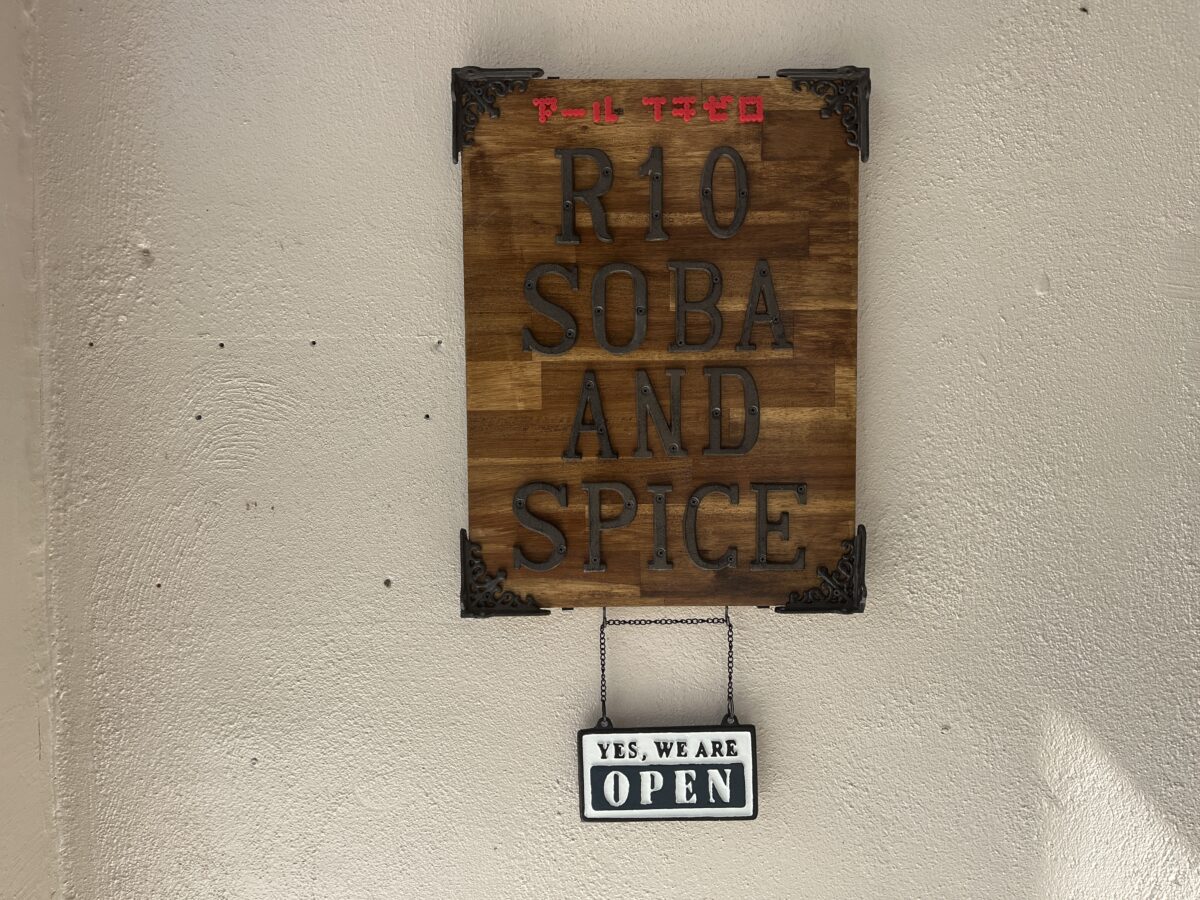 アール イチゼロ
R10
SOBA
AND
SPICE
YES, WE ARE
OPEN